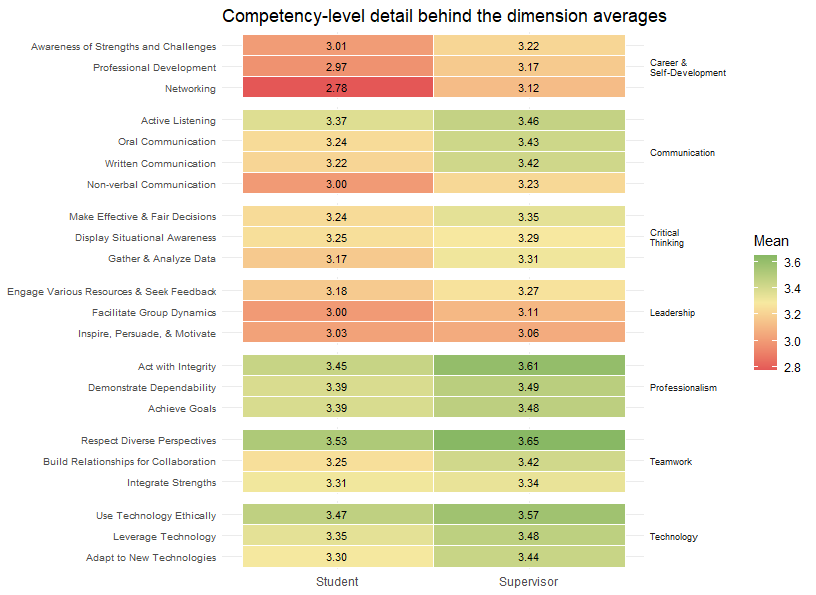 Competency-level detail behind the dimension averages
Awareness of Strengths and Challenges 3.01 3.22
Professional Development 2.97 3.17
Networking 2.78 3.12
Career &
Self-Development
Active Listening 3.37 3.46
Oral Communication 3.24 3.43
Written Communication 3.22 3.42
Non-verbal Communication 3.00 3.23
Communication
Make Effective & Fair Decisions 3.24 3.35
Display Situational Awareness 3.25 3.29
Gather & Analyze Data 3.17 3.31
Critical
Thinking
Engage Various Resources & Seek Feedback 3.18 3.27
Facilitate Group Dynamics 3.00 3.11
Inspire, Persuade, & Motivate 3.03 3.06
Leadership
Act with Integrity 3.45 3.61
Demonstrate Dependability 3.39 3.49
Achieve Goals 3.39 3.48
Professionalism
Respect Diverse Perspectives 3.53 3.65
Build Relationships for Collaboration 3.25 3.42
Integrate Strengths 3.31 3.34
Teamwork
Use Technology Ethically 3.47 3.57
Leverage Technology 3.35 3.48
Adapt to New Technologies 3.30 3.44
Technology
Student Supervisor
Mean
3.6
3.4
3.2
3.0
2.8